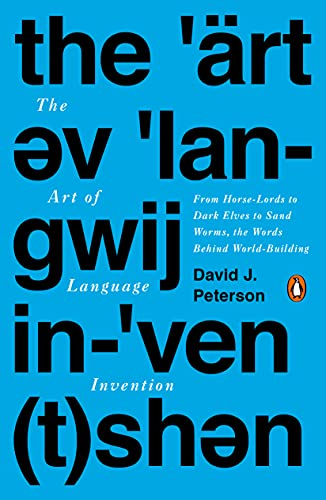 the 'ärt
The
əv 'lan-
Art of
From Horse-Lords to
Dark Elves to Sand
Worms, the Words
Behind World-Building
gwij
David J.
Peterson
Language
in-'ven
Invention
(t)shən